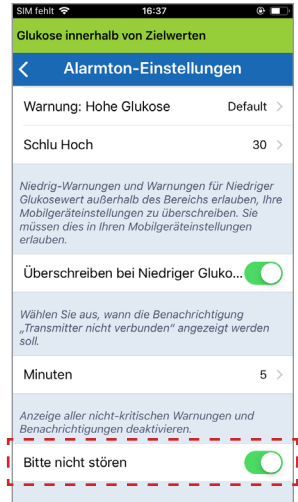 SIM fehlt 16:37
Glukose innerhalb von Zielwerten
Alarmton-Einstellungen
Warnung: Hohe Glukose Default
Schlu Hoch 30
Niedrig-Warnungen und Warnungen für Niedriger
Glukosewert außerhalb des Bereichs erlauben, Ihre
Mobilgeräteinstellungen zu überschreiben. Sie
müssen dies in Ihren Mobilgeräteinstellungen
erlauben.
Überschreiben bei Niedriger Gluko...
Wählen Sie aus, wann die Benachrichtigung
„Transmitter nicht verbunden“ angezeigt werden
soll.
Minuten 5
Anzeige aller nicht-kritischen Warnungen und
Benachrichtigungen deaktivieren.
Bitte nicht stören